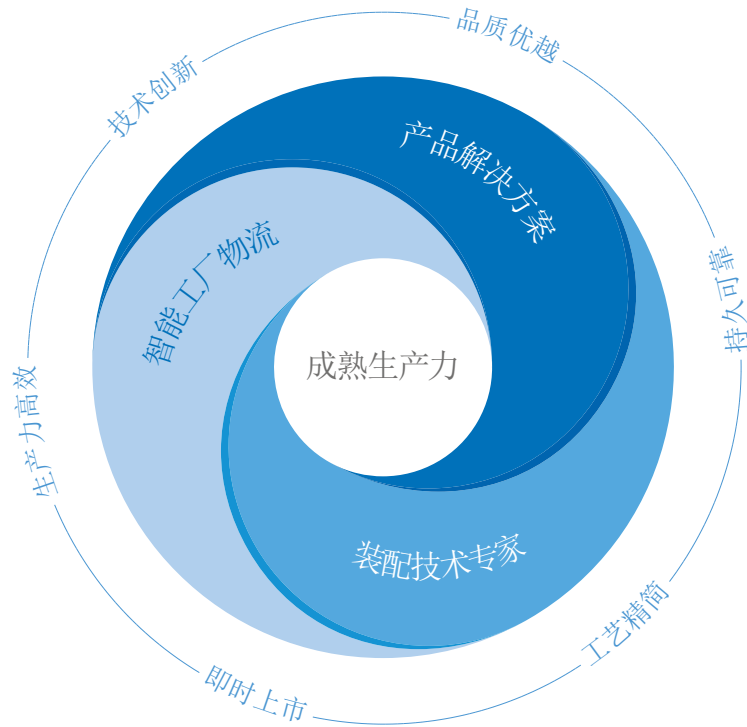 品质优越
技术创新
产品解决方案
智能工厂物流
持久可靠
成熟生产力
生产力高效
装配技术专家
工艺精简
即时上市